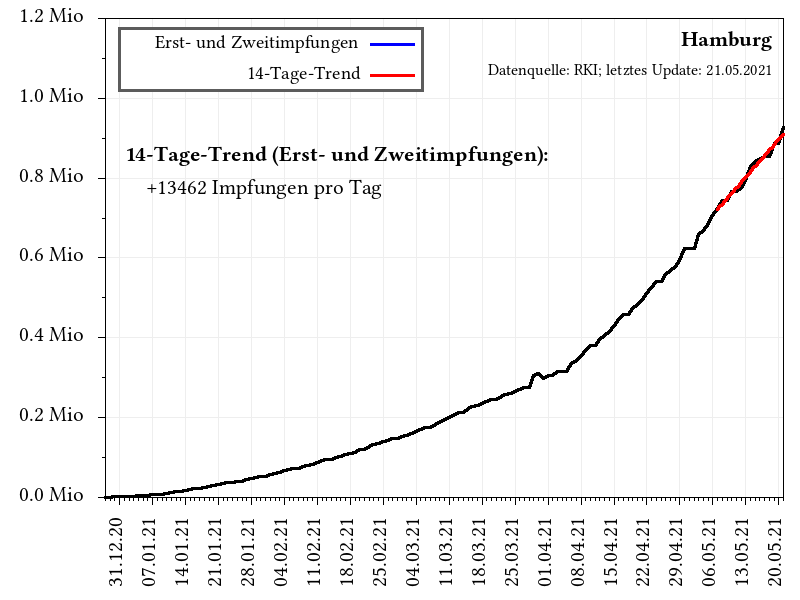 1.2 Mio
Erst- und Zweitimpfungen
14-Tage-Trend
Hamburg
Datenquelle: RKI; letztes Update: 21.05.2021
1.0 Mio
14-Tage-Trend (Erst- und Zweitimpfungen):
+13462 Impfungen pro Tag
0.8 Mio
0.6 Mio
0.4 Mio
0.2 Mio
0.0 Mio
31.12.20
07.01.21
14.01.21
21.01.21
28.01.21
04.02.21
11.02.21
18.02.21
25.02.21
04.03.21
11.03.21
18.03.21
25.03.21
01.04.21
08.04.21
15.04.21
22.04.21
29.04.21
06.05.21
13.05.21
20.05.21